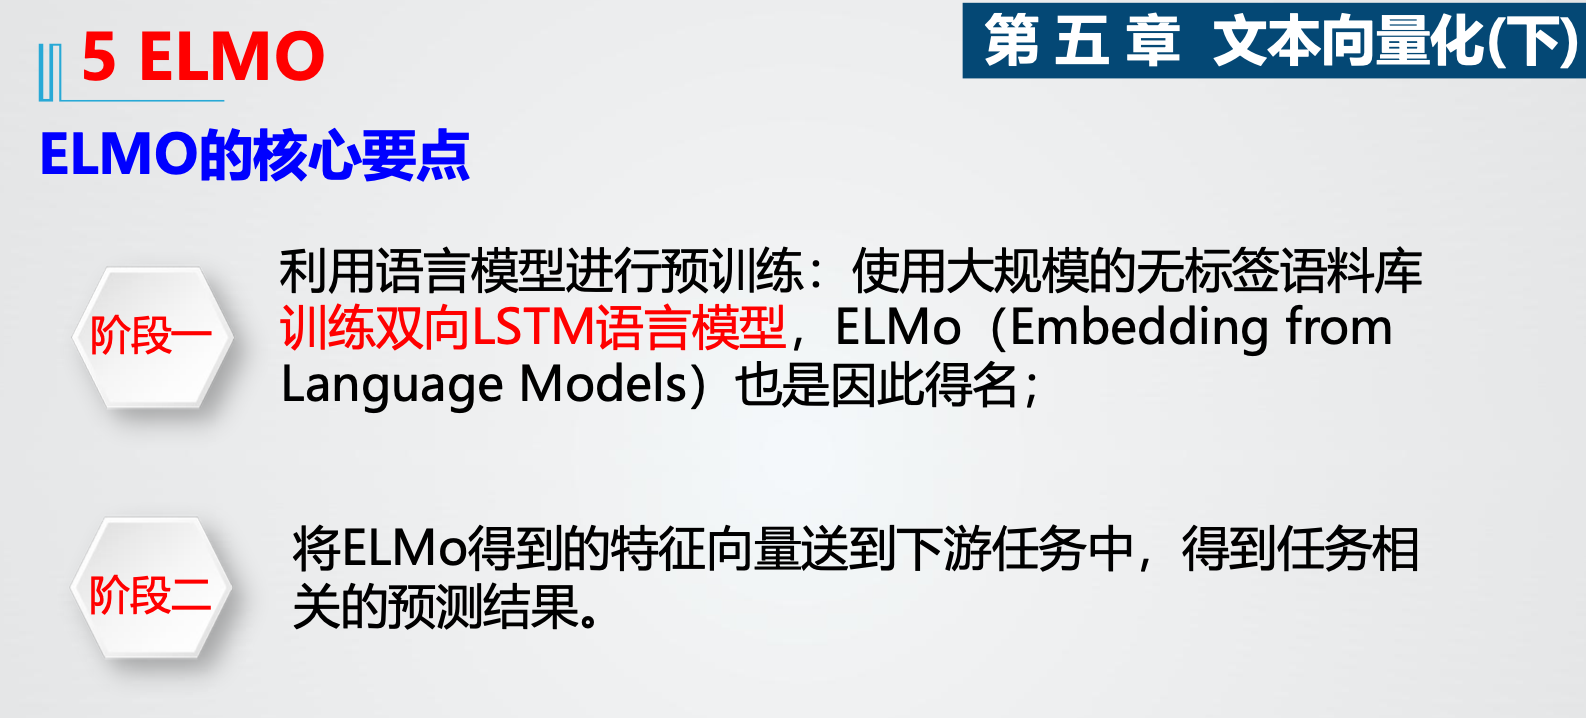 5 ELMO
第 五 章 文本向量化(下)
ELMO的核心要点
阶段一
利用语言模型进行预训练：使用大规模的无标签语料库
训练双向LSTM语言模型，ELMo（Embedding from
Language Models）也是因此得名；
阶段二
将ELMo得到的特征向量送到下游任务中，得到任务相
关的预测结果。